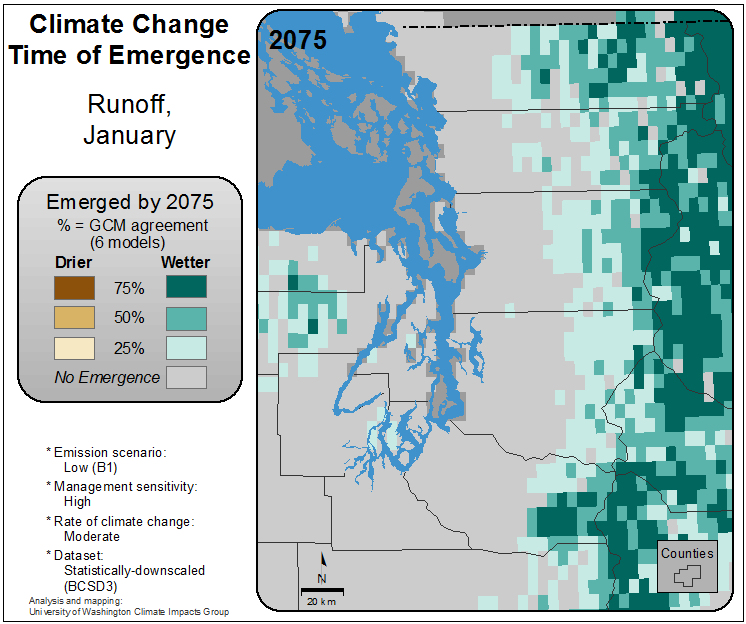 Climate Change
Time of Emergence
Runoff,
January
Emerged by 2075
% = GCM agreement
(6 models)
Drier Wetter
75%
50%
25%
No Emergence
* Emission scenario:
Low (B1)
* Management sensitivity:
High
* Rate of climate change:
Moderate
* Dataset:
Statistically-downscaled
(BCSD3)
Analysis and mapping:
University of Washington Climate Impacts Group
2075
N
20 km
Counties